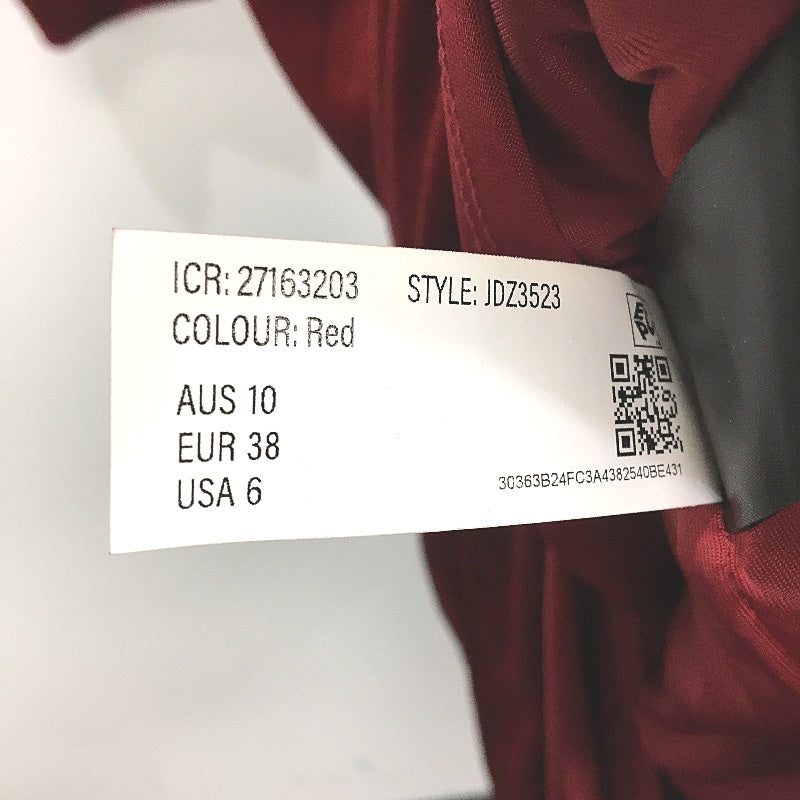 ICR: 27163203 STYLE: JDZ3523
COLOUR: Red
AUS 10
EUR 38
USA 6
30363B24FC3A4382540BE431